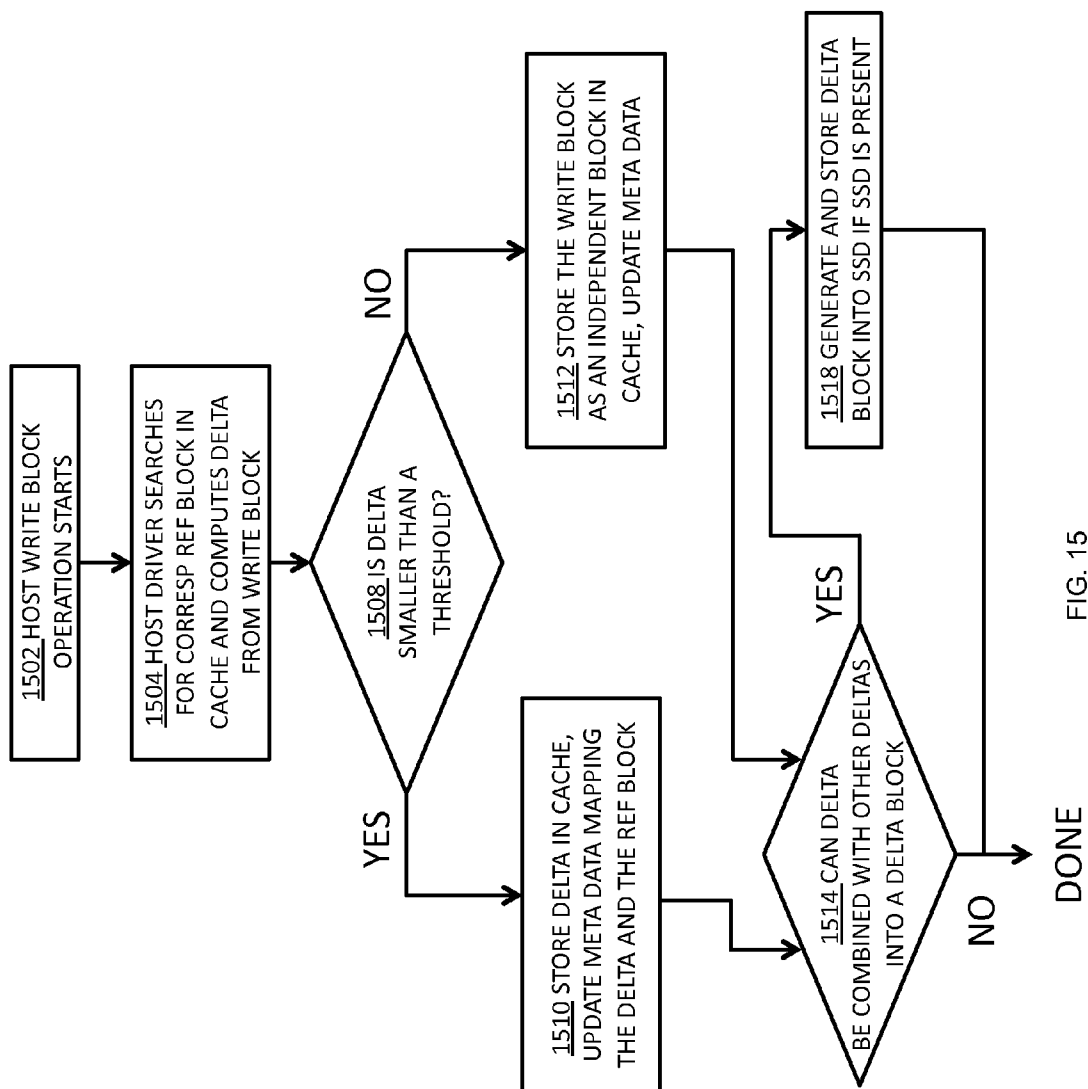 1502 HOST WRITE BLOCK
OPERATION STARTS
1504 HOST DRIVER SEARCHES
FOR CORRESP REF BLOCK IN
CACHE AND COMPUTES DELTA
FROM WRITE BLOCK
1508 IS DELTA
SMALLER THAN A
THRESHOLD?
YES
NO
1510 STORE DELTA IN CACHE,
UPDATE META DATA MAPPING
THE DELTA AND THE REF BLOCK
1512 STORE THE WRITE BLOCK
AS AN INDEPENDENT BLOCK IN
CACHE, UPDATE META DATA
1514 CAN DELTA
BE COMBINED WITH OTHER DELTAS
INTO A DELTA BLOCK
YES
NO
1518 GENERATE AND STORE DELTA
BLOCK INTO SSD IF SSD IS PRESENT
DONE
FIG. 15